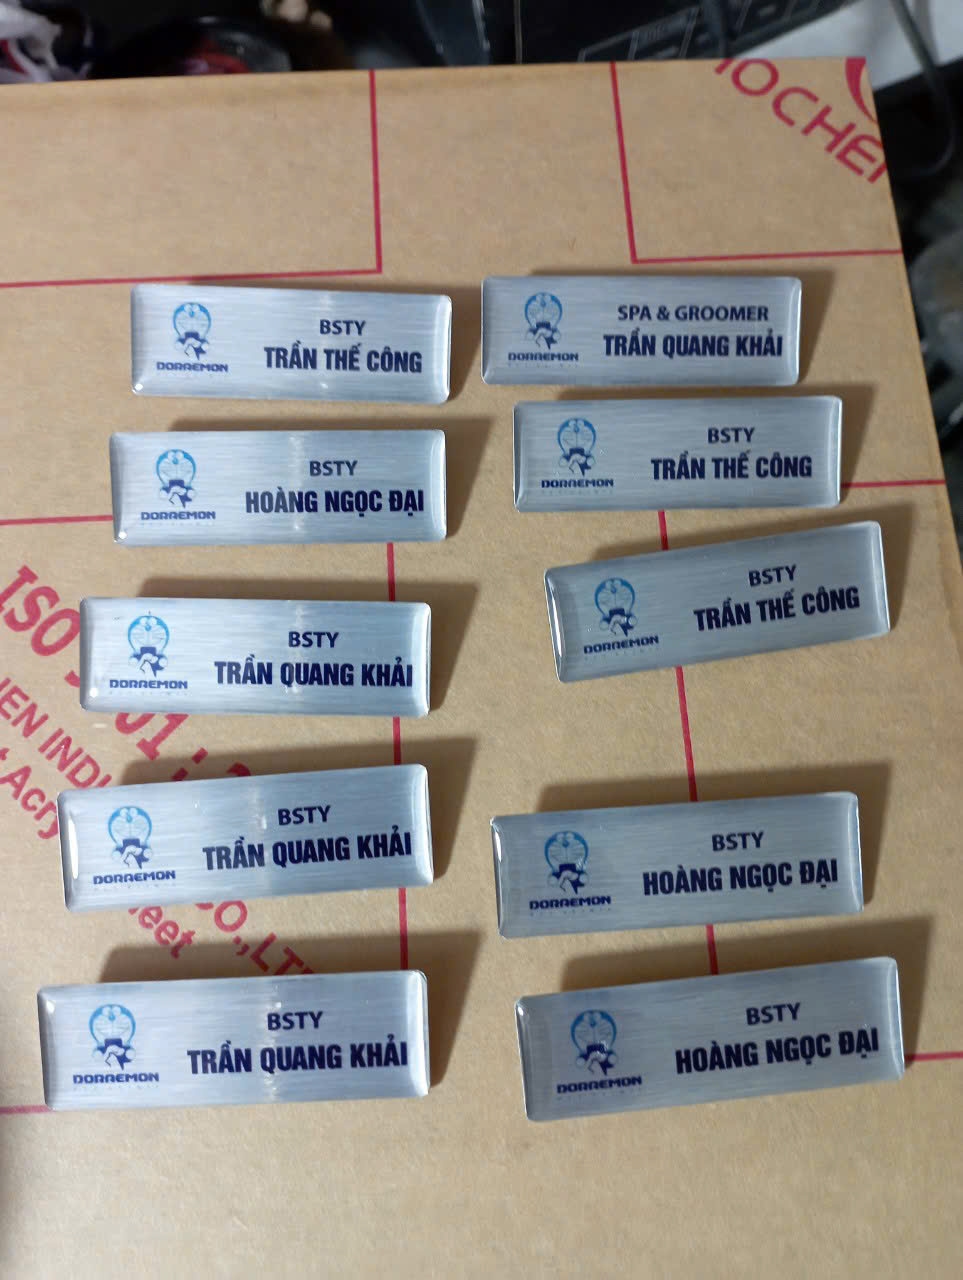 OCHE
DORAEMON
BSTY
TRẦN THẾ CÔNG
DORAEMON
SPA & GROOMER
TRẦN QUANG KHẢI
DORAEMON
BSTY
HOÀNG NGỌC ĐẠI
DORAEMON
BSTY
TRẦN THẾ CÔNG
DORAEMON
BSTY
TRẦN QUANG KHẢI
DORAEMON
BSTY
TRẦN THẾ CÔNG
DORAEMON
BSTY
TRẦN QUANG KHẢI
DORAEMON
BSTY
HOÀNG NGỌC ĐẠI
DORAEMON
BSTY
TRẦN QUANG KHẢI
DORAEMON
BSTY
HOÀNG NGỌC ĐẠI
ISO
CO.,LT